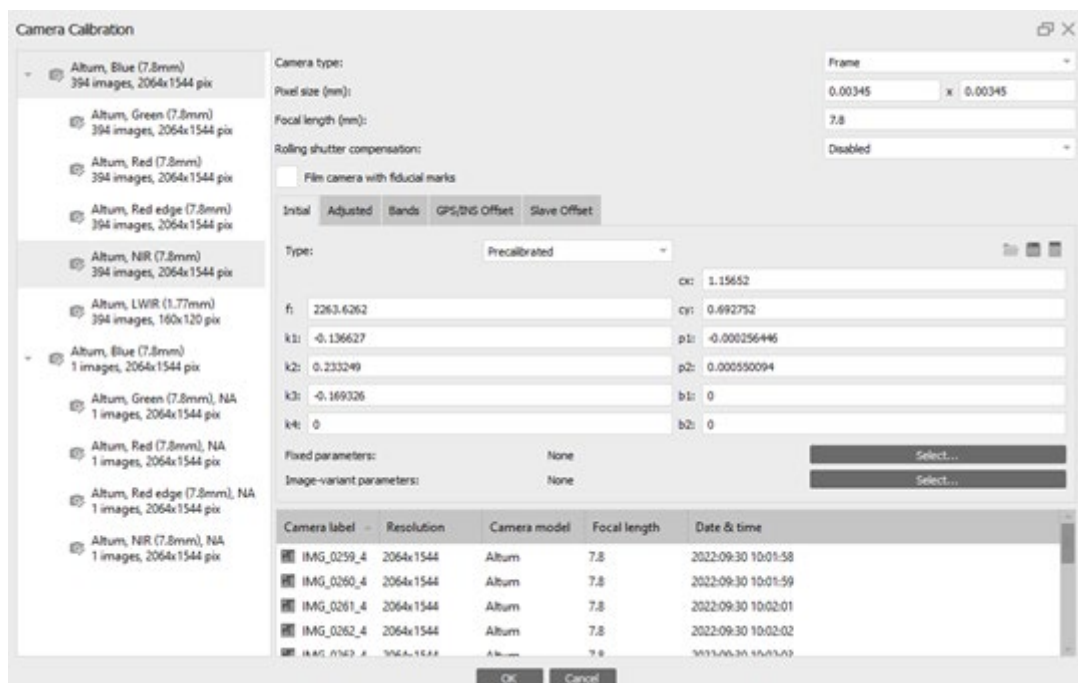 Camera Calibration
Altum, Blue (7.8mm)
394 images, 2064x1544 pix
Altum, Green (7.8mm)
394 images, 2064x1544 pix
Altum, Red (7.8mm)
394 images, 2064x1544 pix
Altum, Red edge (7.8mm)
394 images, 2064x1544 pix
Altum, NIR (7.8mm)
394 images, 2064x1544 pix
Altum, LWIR (1.77mm)
394 images, 160x120 pix
Altum, Blue (7.8mm)
1 images, 2064x1544 pix
Altum, Green (7.8mm), NA
1 images, 2064x1544 pix
Altum, Red (7.8mm), NA
1 images, 2064x1544 pix
Altum, Red edge (7.8mm), NA
1 images, 2064x1544 pix
Altum, NIR (7.8mm), NA
1 images, 2064x1544 pix
Camera type: Frame
Pixel size (mm): 0.00345 x 0.00345
Focal length (mm): 7.8
Rolling shutter compensation: Disabled
Film camera with fiducial marks
Initial Adjusted Bands GPS/INS Offset Slave Offset
Type: Precalibrated
cx: 1.15652
f: 2263.6262 cy: 0.692752
k1: -0.136627 p1: -0.000256446
k2: 0.233249 p2: 0.000550094
k3: -0.169326 b1: 0
k4: 0 b2: 0
Fixed parameters: None Select...
Image-variant parameters: None Select...
Camera label Resolution Camera model Focal length Date & time
IMG_0259_4 2064x1544 Altum 7.8 2022:09:30 10:01:58
IMG_0260_4 2064x1544 Altum 7.8 2022:09:30 10:01:59
IMG_0261_4 2064x1544 Altum 7.8 2022:09:30 10:02:01
IMG_0262_4 2064x1544 Altum 7.8 2022:09:30 10:02:02
OK Cancel